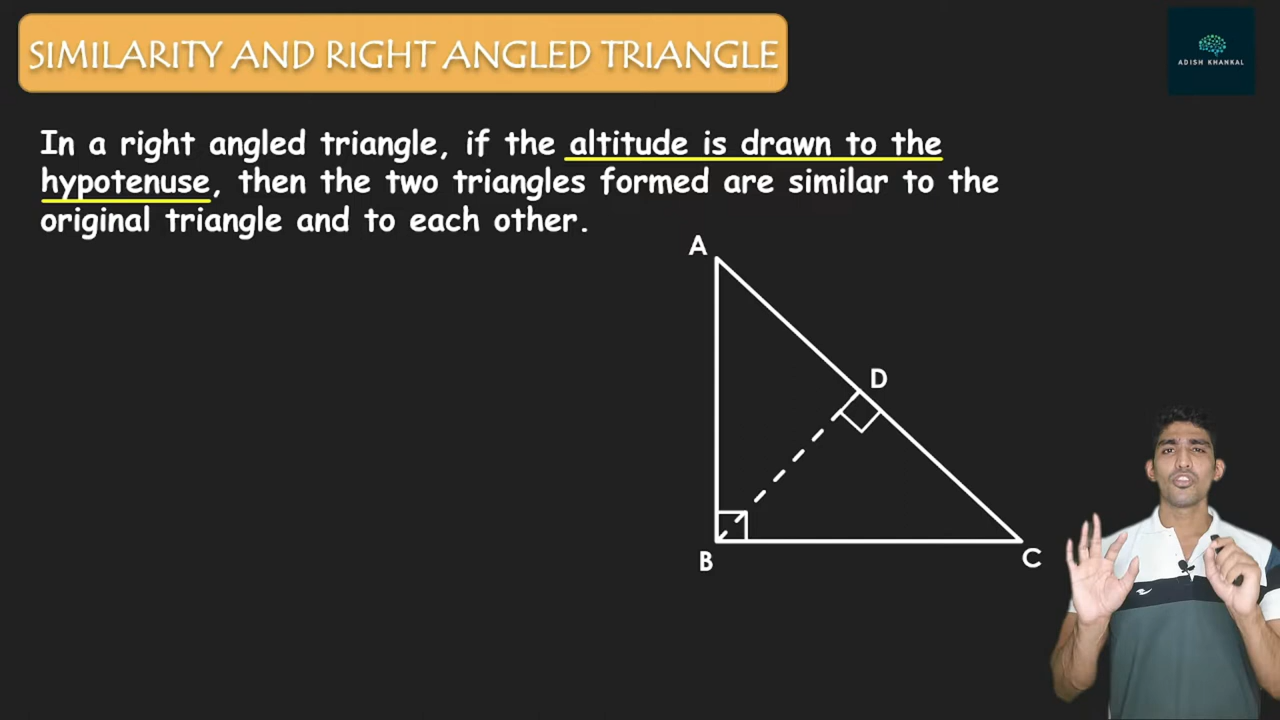 SIMILARITY AND RIGHT ANGLED TRIANGLE
ADISH KHANKAL
In a right angled triangle, if the altitude is drawn to the
hypotenuse, then the two triangles formed are similar to the
original triangle and to each other.
A
D
B
C